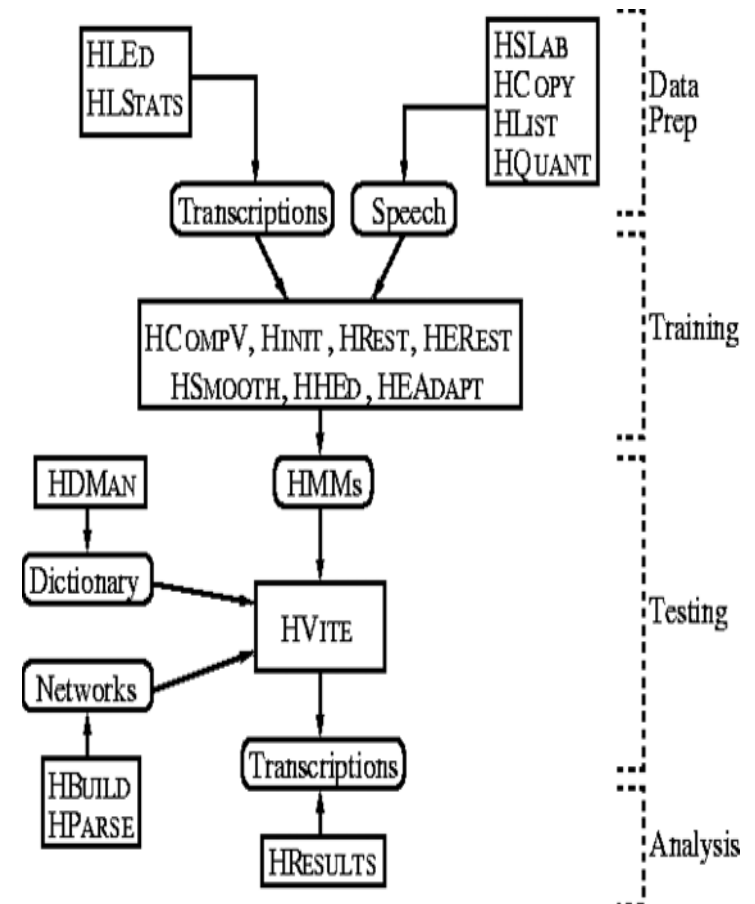 HLED
HLSTATS
HSLAB
HCOPY
HLIST
HQUANT
Data
Prep
Transcriptions
Speech
HCOMPV, HINIT, HREST, HEREST
HSMOOTH, HHED, HEADAPT
Training
HDMAN
HMMs
Dictionary
HVITE
Testing
Networks
Transcriptions
HBUILD
HPARSE
HRESULTS
Analysis